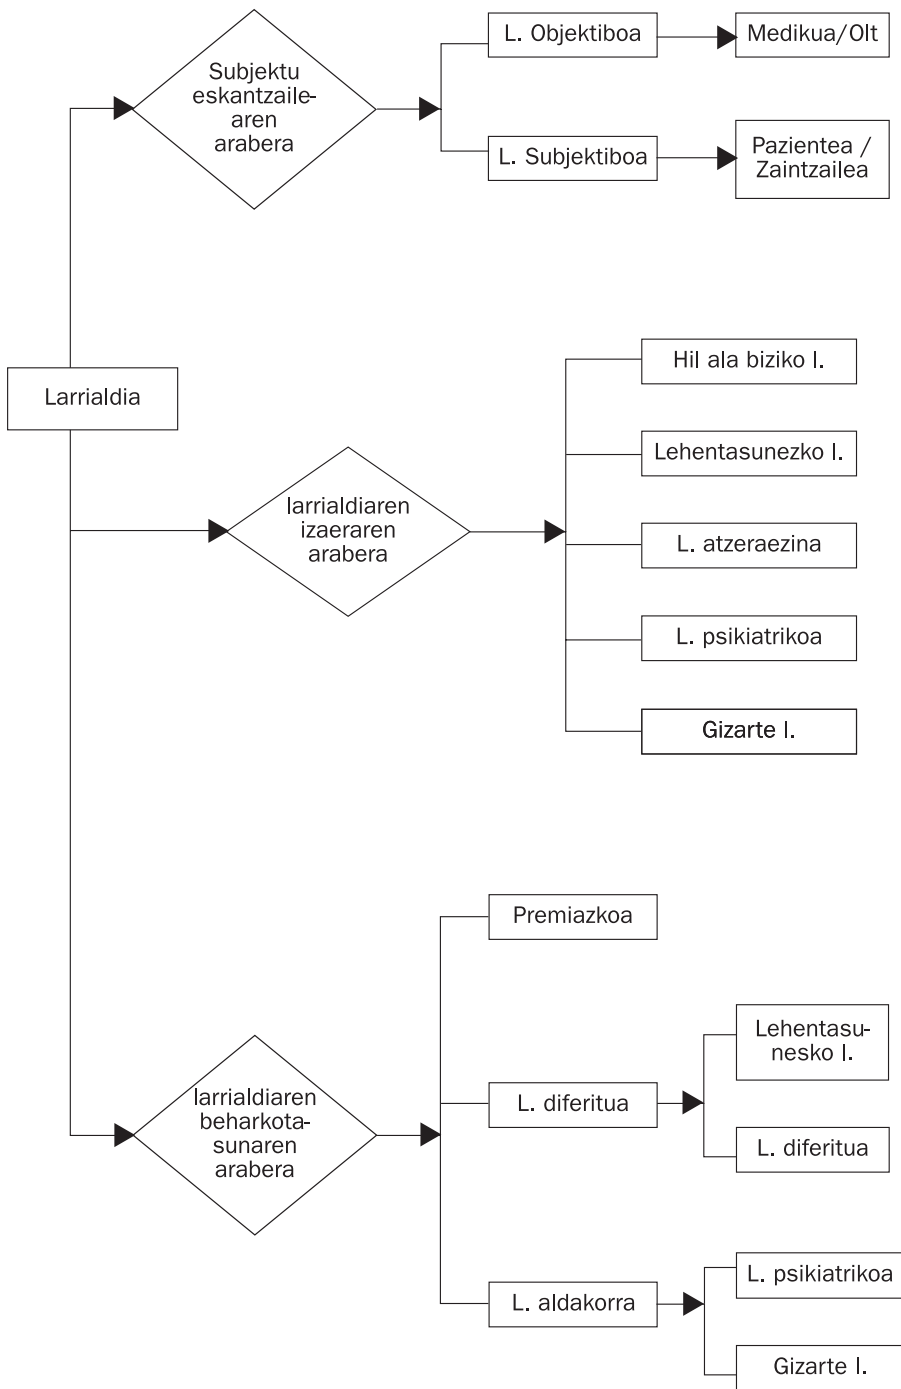 Subjektu
eskantzaile-
aren
arabera
L. Objektiboa
Medikua/Olt
L. Subjektiboa
Pazientea /
Zaintzailea
Larrialdia
larrialdiaren
izaeraren
arabera
Hil ala biziko l.
Lehentasunezko l.
L. atzeraezina
L. psikiatrikoa
Gizarte l.
larrialdiaren
beharkota-
sunaren
arabera
Premiazkoa
L. diferitua
Lehentasu-
nesko l.
L. diferitua
L. aldakorra
L. psikiatrikoa
Gizarte l.